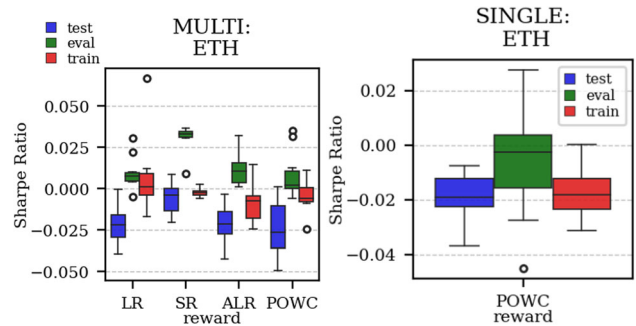 test
eval
train
MULTI:
ETH
Sharpe Ratio
0.050
0.025
0.000
−0.025
−0.050
LR SR ALR POWC
reward
SINGLE:
ETH
test
eval
train
Sharpe Ratio
0.02
0.00
−0.02
−0.04
POWC
reward